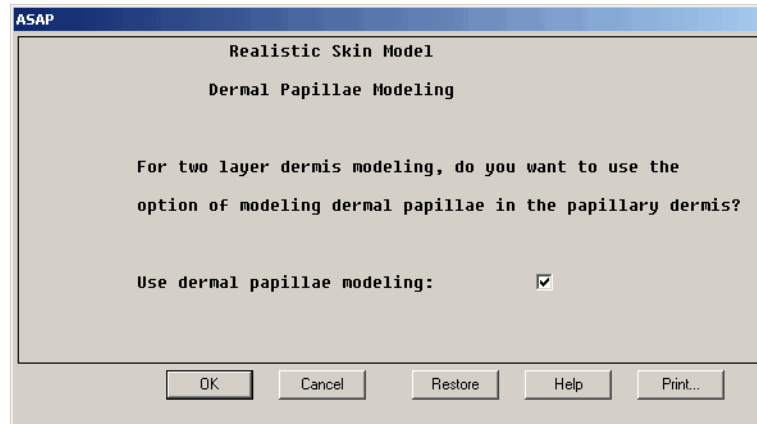 ASAP
Realistic Skin Model
Dermal Papillae Modeling
For two layer dermis modeling, do you want to use the
option of modeling dermal papillae in the papillary dermis?
Use dermal papillae modeling:
OK Cancel Restore Help Print...